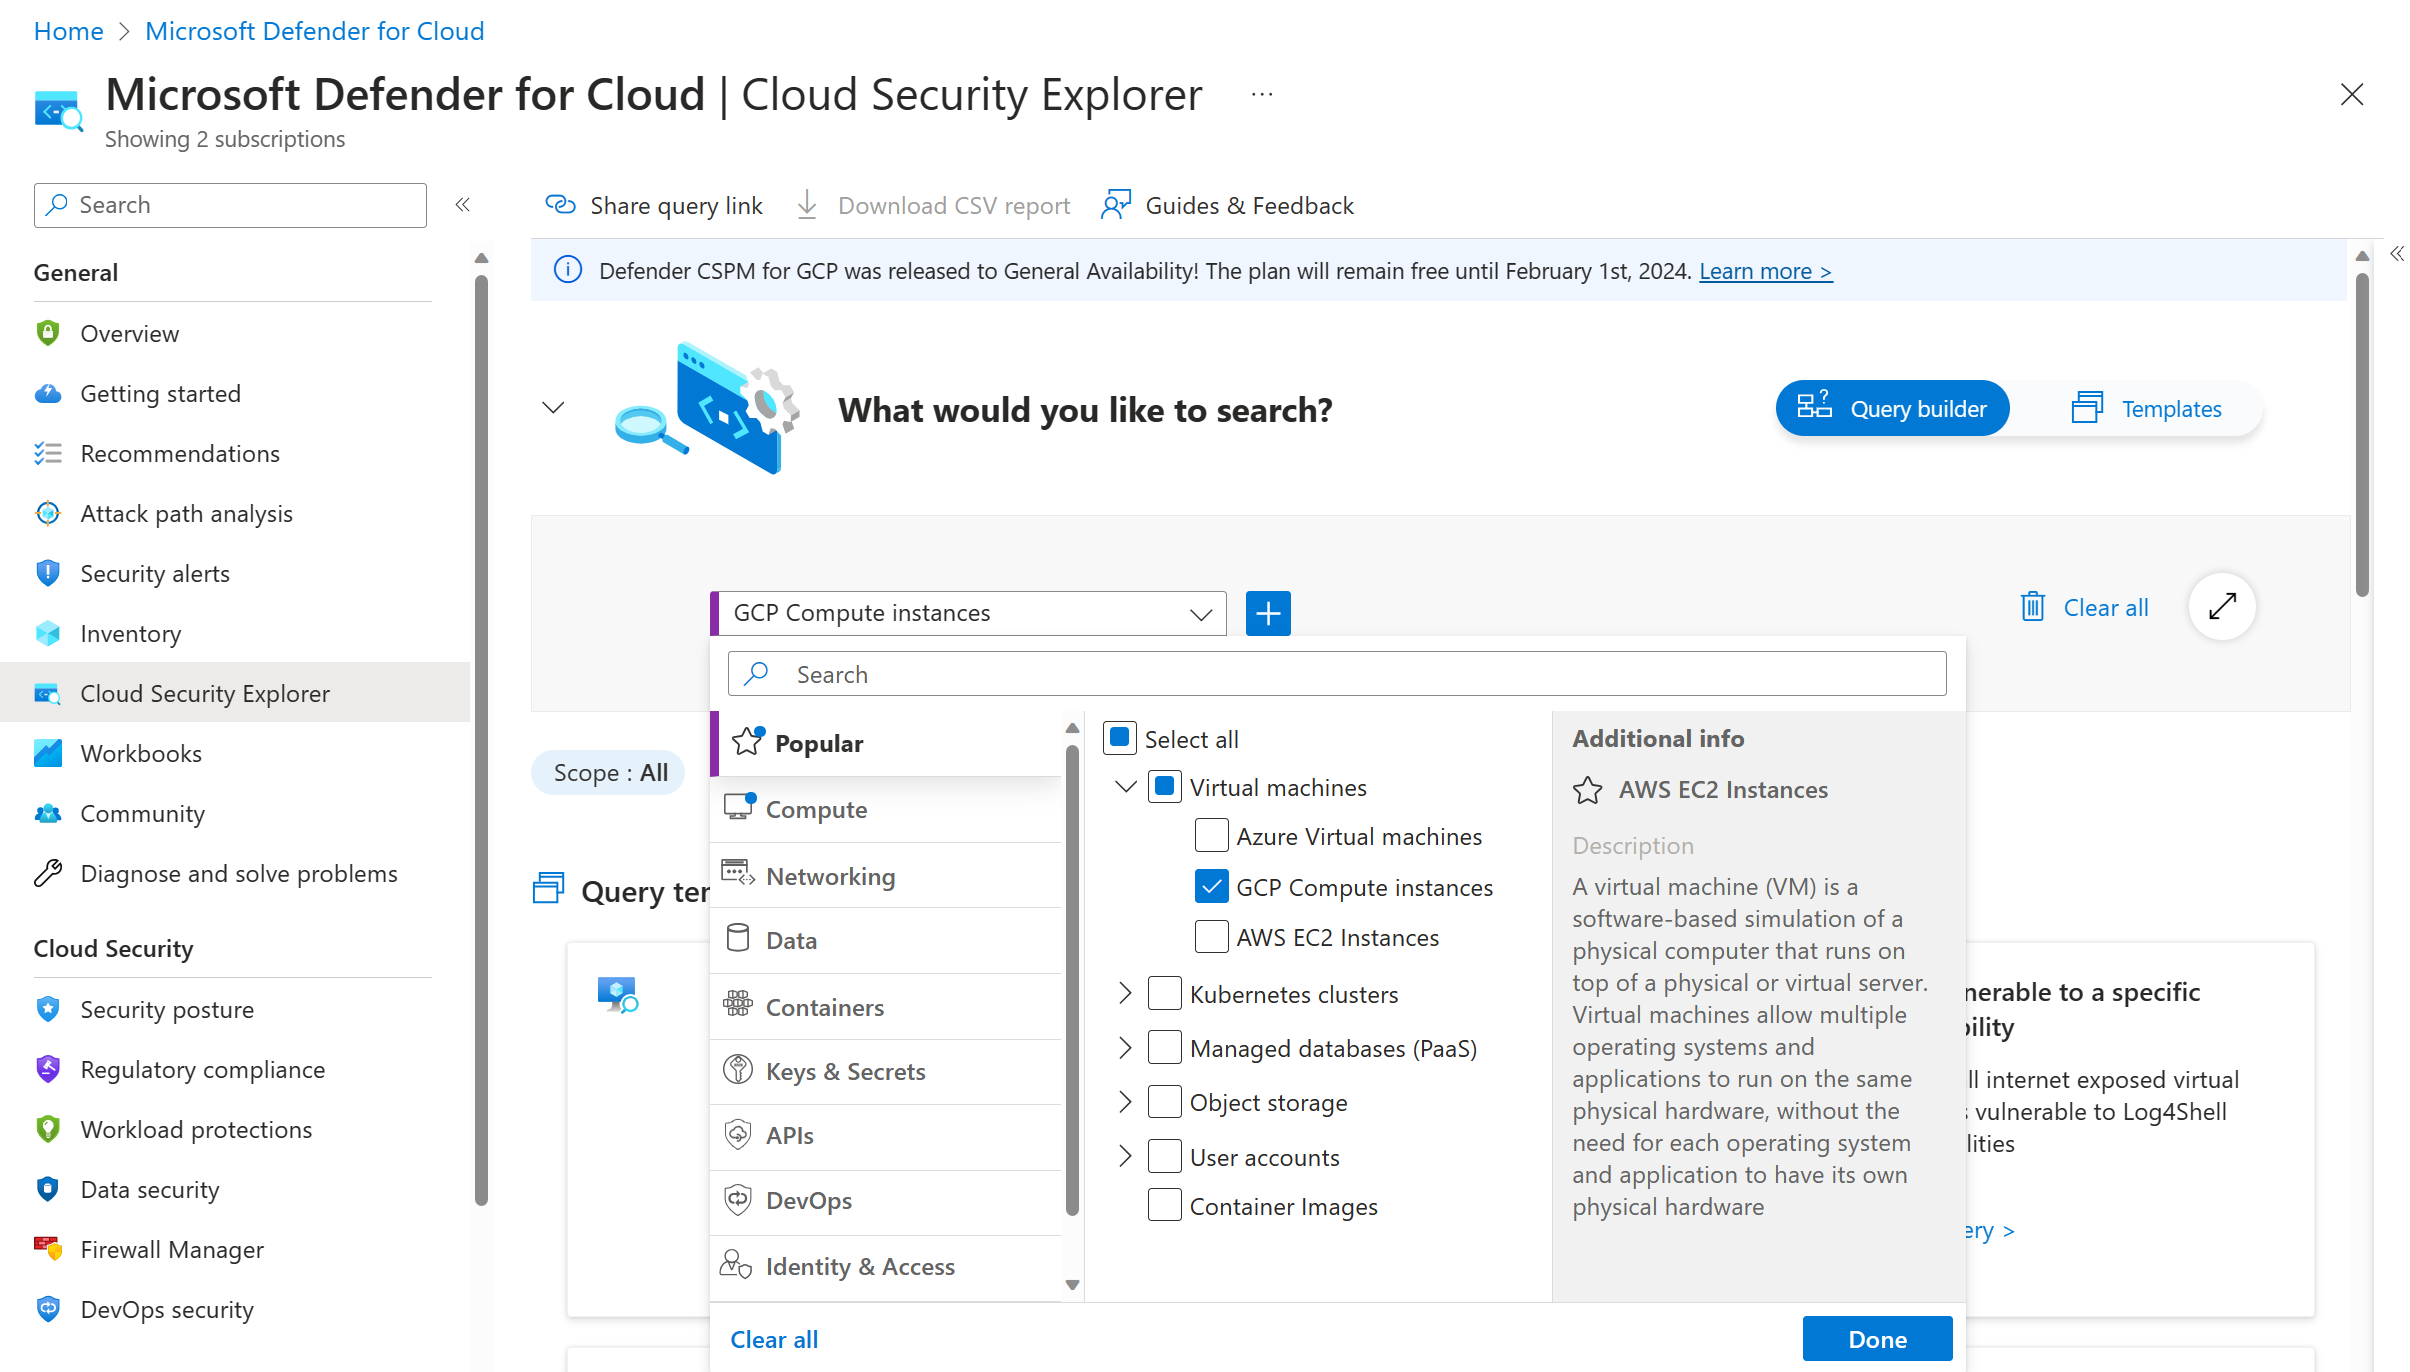 Home > Microsoft Defender for Cloud
Microsoft Defender for Cloud | Cloud Security Explorer ...
Showing 2 subscriptions
Search
«
Share query link
Download CSV report
Guides & Feedback
General
Overview
Getting started
Recommendations
Attack path analysis
Security alerts
Inventory
Cloud Security Explorer
Workbooks
Community
Diagnose and solve problems
Cloud Security
Security posture
Regulatory compliance
Workload protections
Data security
Firewall Manager
DevOps security
Defender CSPM for GCP was released to General Availability! The plan will remain free until February 1st, 2024. Learn more >
«
What would you like to search?
Query builder
Templates
GCP Compute instances
Clear all
Search
Scope : All
Query ter
Popular
Compute
Networking
Data
Containers
Keys & Secrets
APIs
DevOps
Identity & Access
Select all
Virtual machines
Azure Virtual machines
GCP Compute instances
AWS EC2 Instances
Kubernetes clusters
Managed databases (PaaS)
Object storage
User accounts
Container Images
Additional info
AWS EC2 Instances
Description
A virtual machine (VM) is a
software-based simulation of a
physical computer that runs on
top of a physical or virtual server.
Virtual machines allow multiple
operating systems and
applications to run on the same
physical hardware, without the
need for each operating system
and application to have its own
physical hardware
nerable to a specific
bility
ll internet exposed virtual
s vulnerable to Log4Shell
lities
ery >
Clear all
Done